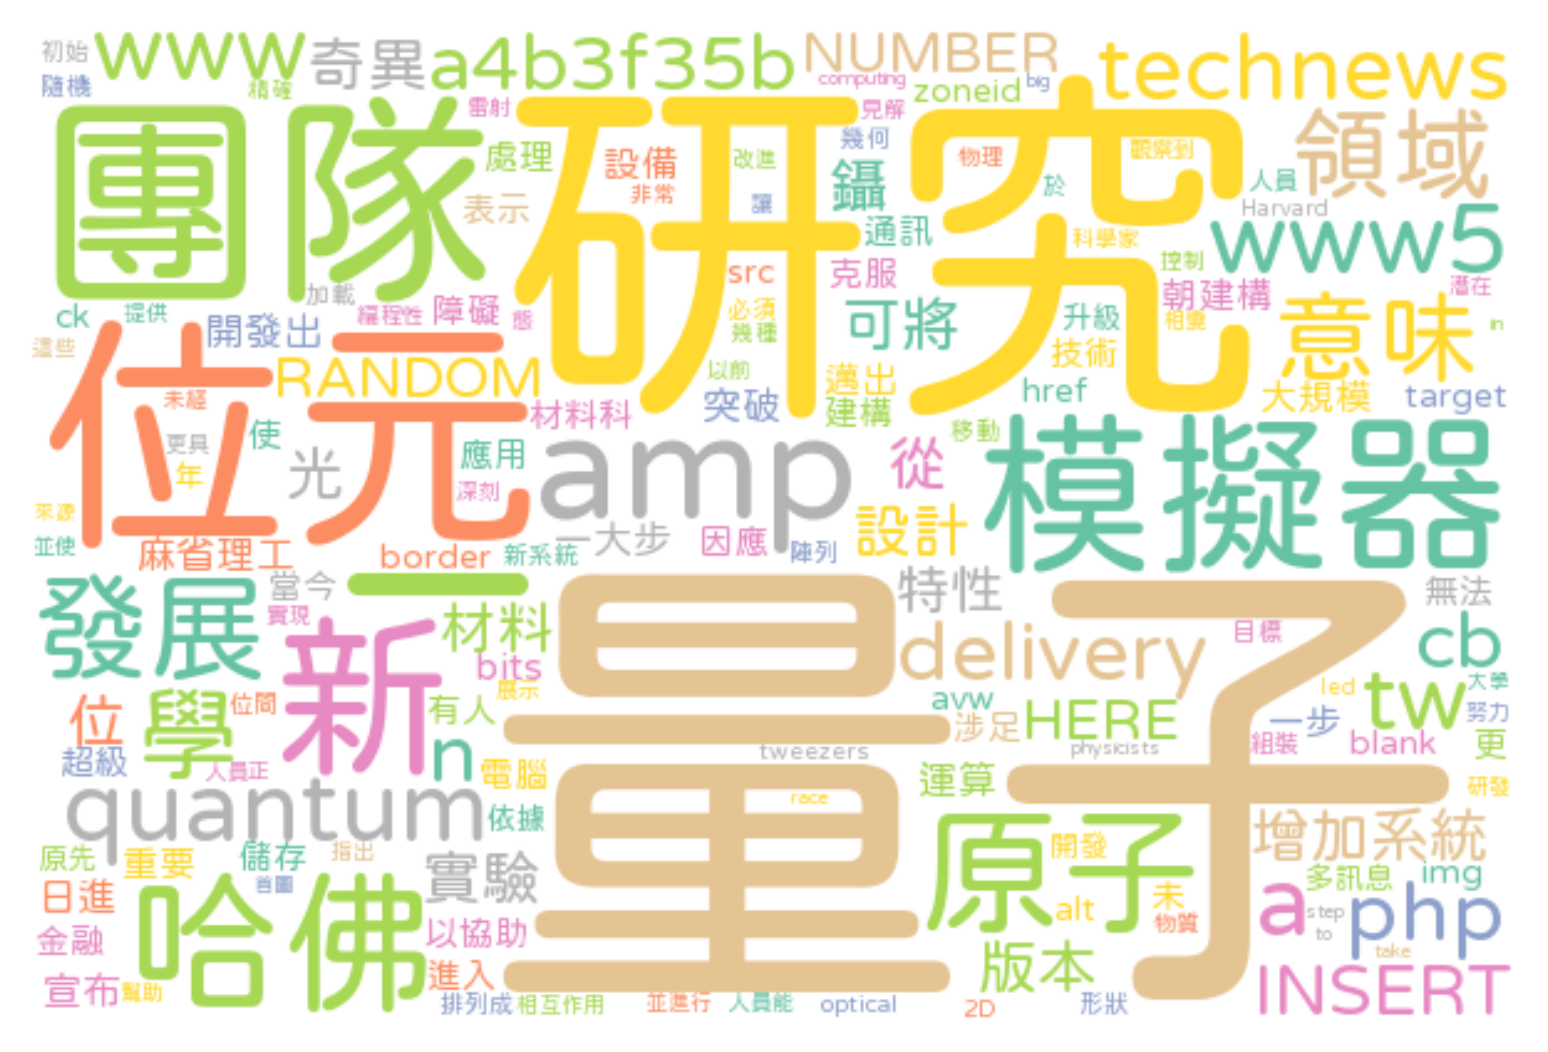 初始 www 奇異 a4b3f35b NUMBER technews
隨機 精確 雷射 computing zoneid big
團隊 研究 見解 領域
處理 設備 改進 幾何 物理 觀察到
表示 非常 讓 鑷 於 人員 Harvard
通訊 科學家 www5
加載 src 克服 控制 朝建構 潛在
ck 提供 開發出 編程性 障礙 態 必須 幾種 可將 升級 相變 意味 in
這些 位元 RANDOM 以前 邁出 技術
未經 材料科 突破 建構 href 大規模 target
更具 使 年 光 應用 amp 從 移動 模擬器
來源 深刻 設計
並使 麻省理工 border 新系統 一大步 因應 陣列
發展 當今 一 量子 特性 無法
實現 材料 delivery 目標 cb
新 bits 展示 led tw 大學
位 學 位間 有人 avw 涉足 HERE 一步 努力
超級 人員正 n 電腦 tweezers physicists 組裝 blank 更
quantum 依據 race 運算 研發
原先 重要 儲存 指出 實驗 原子 開發 增加系統
日進 首圖 哈佛 多訊息 img
金融 以協助 alt 未 物質 a step to php
宣布 幫助 進入 版本 take INSERT
排列成 相互作用 並進行 人員能 optical 2D 形狀